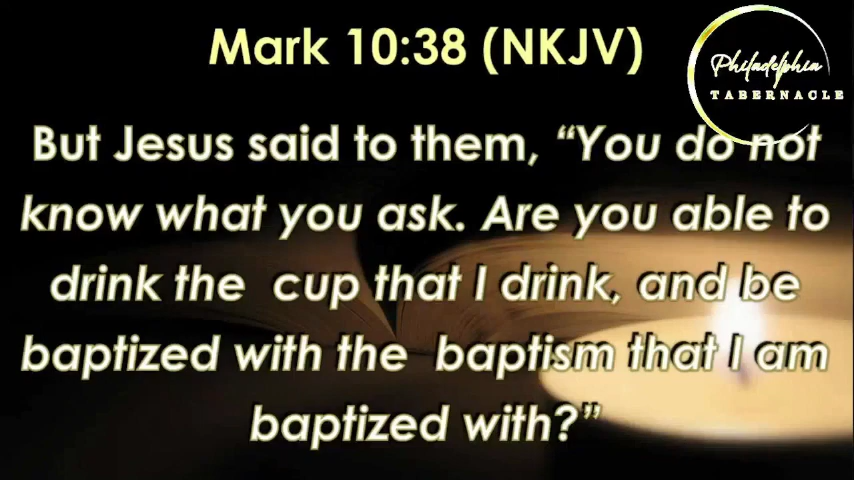 Mark 10:38 (NKJV)
Philadelphia
TABERNACLE
But Jesus said to them, “You do not
know what you ask. Are you able to
drink the cup that I drink, and be
baptized with the baptism that I am
baptized with?”